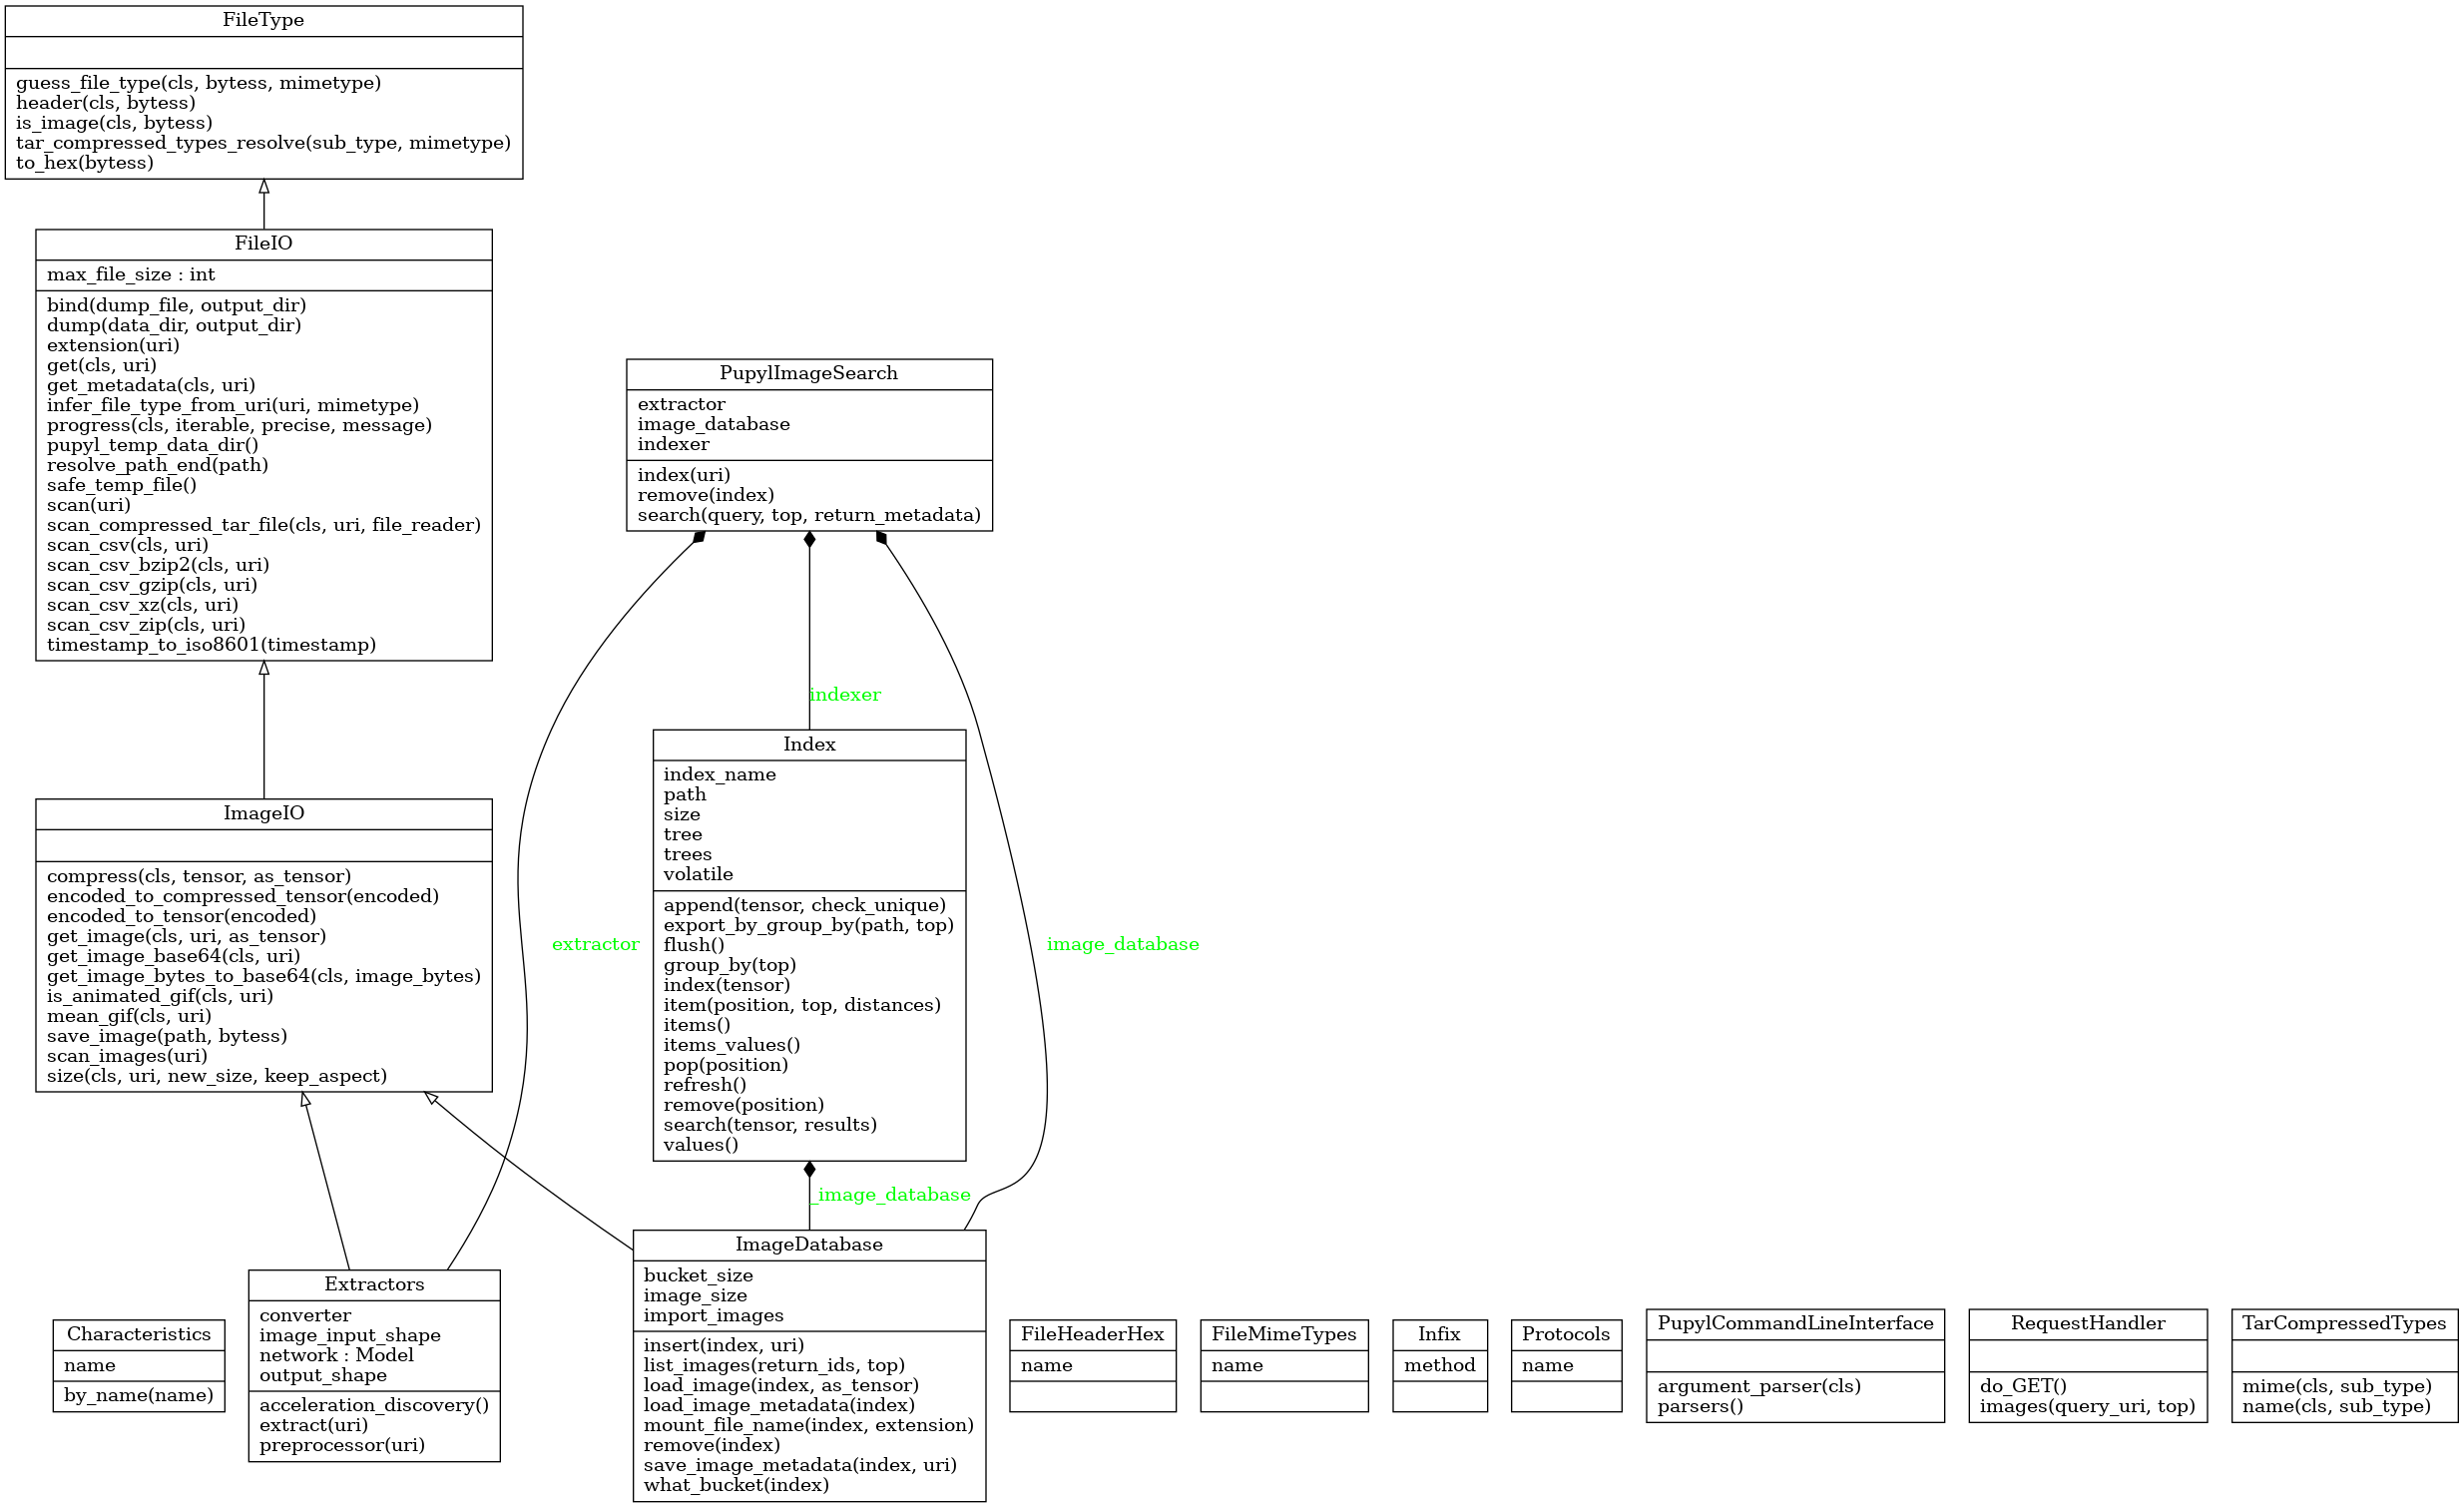 FileType
guess_file_type(cls, bytess, mimetype)
header(cls, bytess)
is_image(cls, bytess)
tar_compressed_types_resolve(sub_type, mimetype)
to_hex(bytess)
FileIO
max_file_size : int
bind(dump_file, output_dir)
dump(data_dir, output_dir)
extension(uri)
get(cls, uri)
get_metadata(cls, uri)
infer_file_type_from_uri(uri, mimetype)
progress(cls, iterable, precise, message)
pupyl_temp_data_dir()
resolve_path_end(path)
safe_temp_file()
scan(uri)
scan_compressed_tar_file(cls, uri, file_reader)
scan_csv(cls, uri)
scan_csv_bzip2(cls, uri)
scan_csv_gzip(cls, uri)
scan_csv_xz(cls, uri)
scan_csv_zip(cls, uri)
timestamp_to_iso8601(timestamp)
PupylImageSearch
extractor
image_database
indexer
index(uri)
remove(index)
search(query, top, return_metadata)
indexer
Index
index_name
path
size
tree
trees
volatile
append(tensor, check_unique)
export_by_group_by(path, top)
flush()
group_by(top)
index(tensor)
item(position, top, distances)
items()
items_values()
pop(position)
refresh()
remove(position)
search(tensor, results)
values()
ImageIO
compress(cls, tensor, as_tensor)
encoded_to_compressed_tensor(encoded)
encoded_to_tensor(encoded)
get_image(cls, uri, as_tensor)
get_image_base64(cls, uri)
get_image_bytes_to_base64(cls, image_bytes)
is_animated_gif(cls, uri)
mean_gif(cls, uri)
save_image(path, bytess)
scan_images(uri)
size(cls, uri, new_size, keep_aspect)
extractor
image_database
_image_database
Characteristics
name
by_name(name)
Extractors
converter
image_input_shape
network : Model
output_shape
acceleration_discovery()
extract(uri)
preprocessor(uri)
ImageDatabase
bucket_size
image_size
import_images
insert(index, uri)
list_images(return_ids, top)
load_image(index, as_tensor)
load_image_metadata(index)
mount_file_name(index, extension)
remove(index)
save_image_metadata(index, uri)
what_bucket(index)
FileHeaderHex
name
FileMimeTypes
name
Infix
method
Protocols
name
PupylCommandLineInterface
argument_parser(cls)
parsers()
RequestHandler
do_GET()
images(query_uri, top)
TarCompressedTypes
mime(cls, sub_type)
name(cls, sub_type)